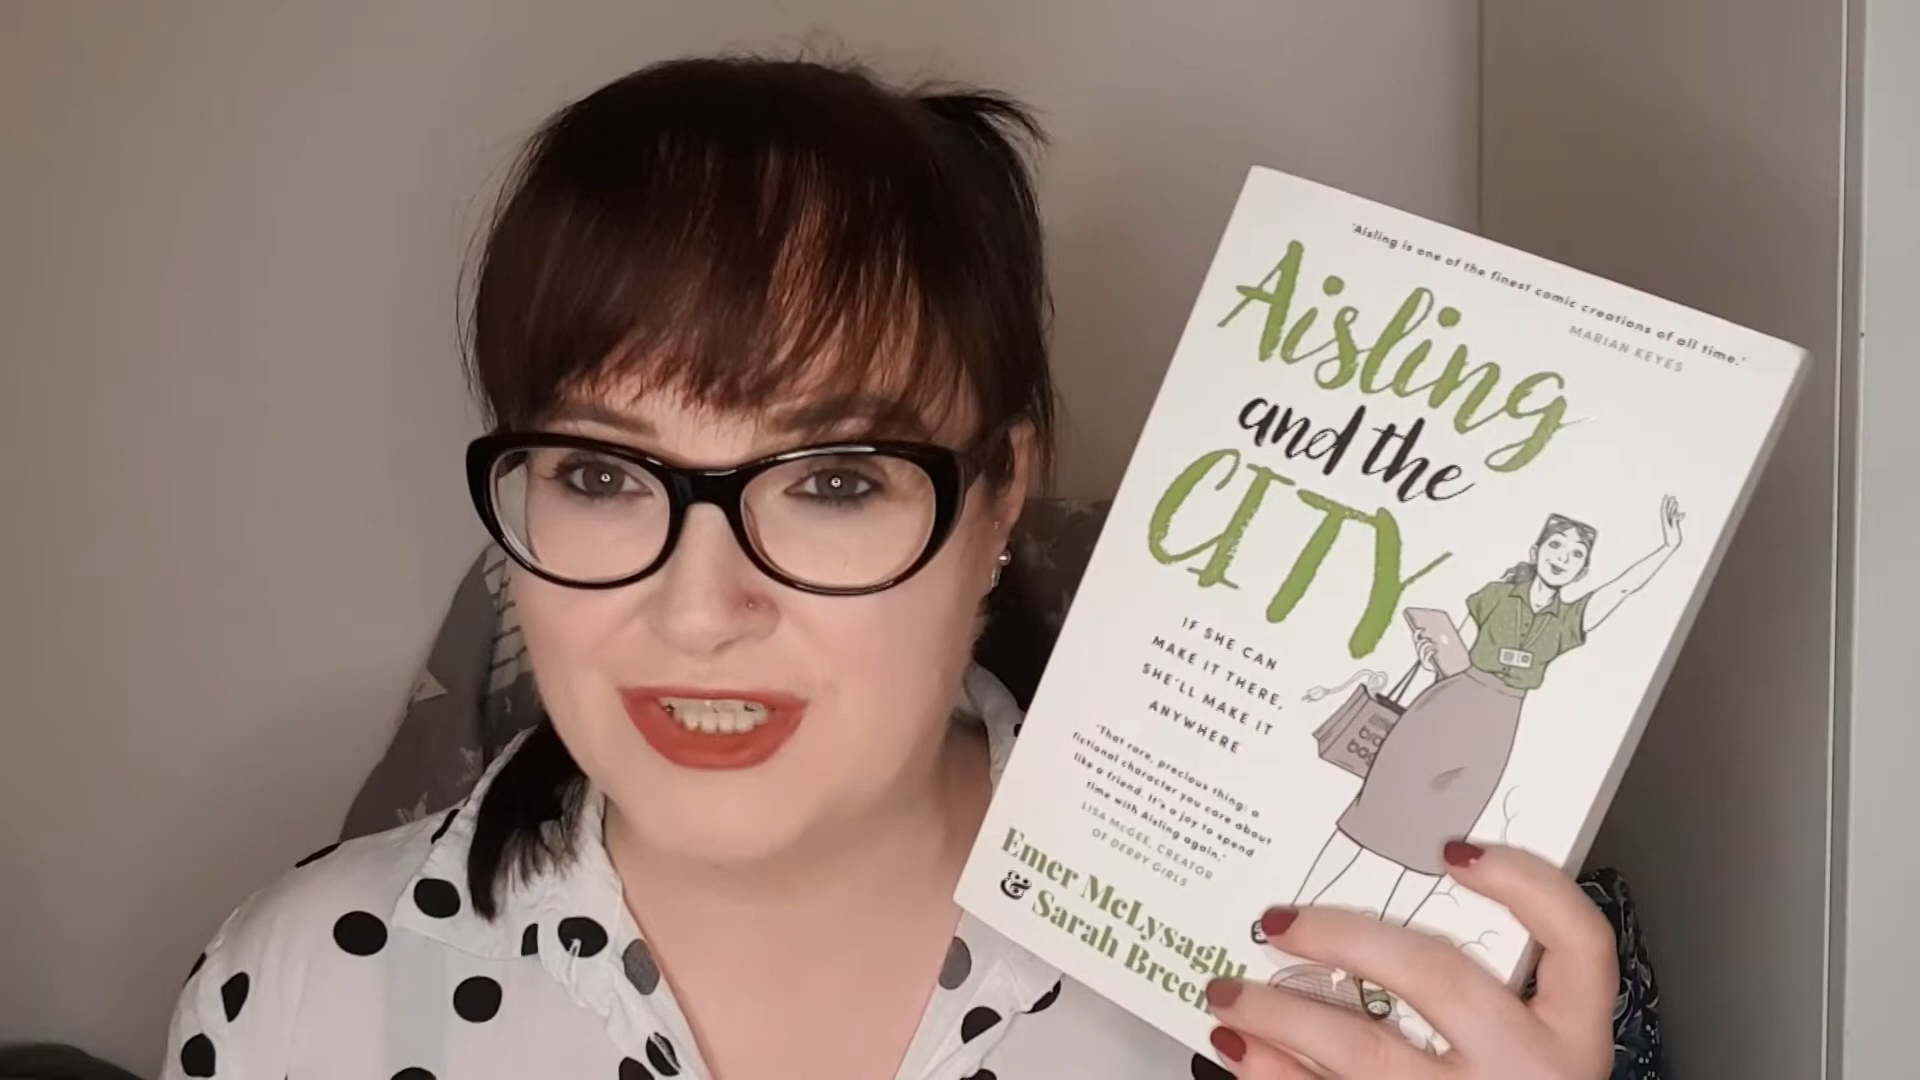 'Aisling is one of the finest comic creations of all time.'
MARIAN KEYES
Aisling
and the
CITY
IF SHE CAN
MAKE IT THERE,
SHE'LL MAKE IT
ANYWHERE
'That rare, precious thing: a
fictional character you care about
like a friend. It's a joy to spend
time with Aisling again.'
LISA McGEE, CREATOR
OF DERRY GIRLS
Emer McLysaght
& Sarah Breen